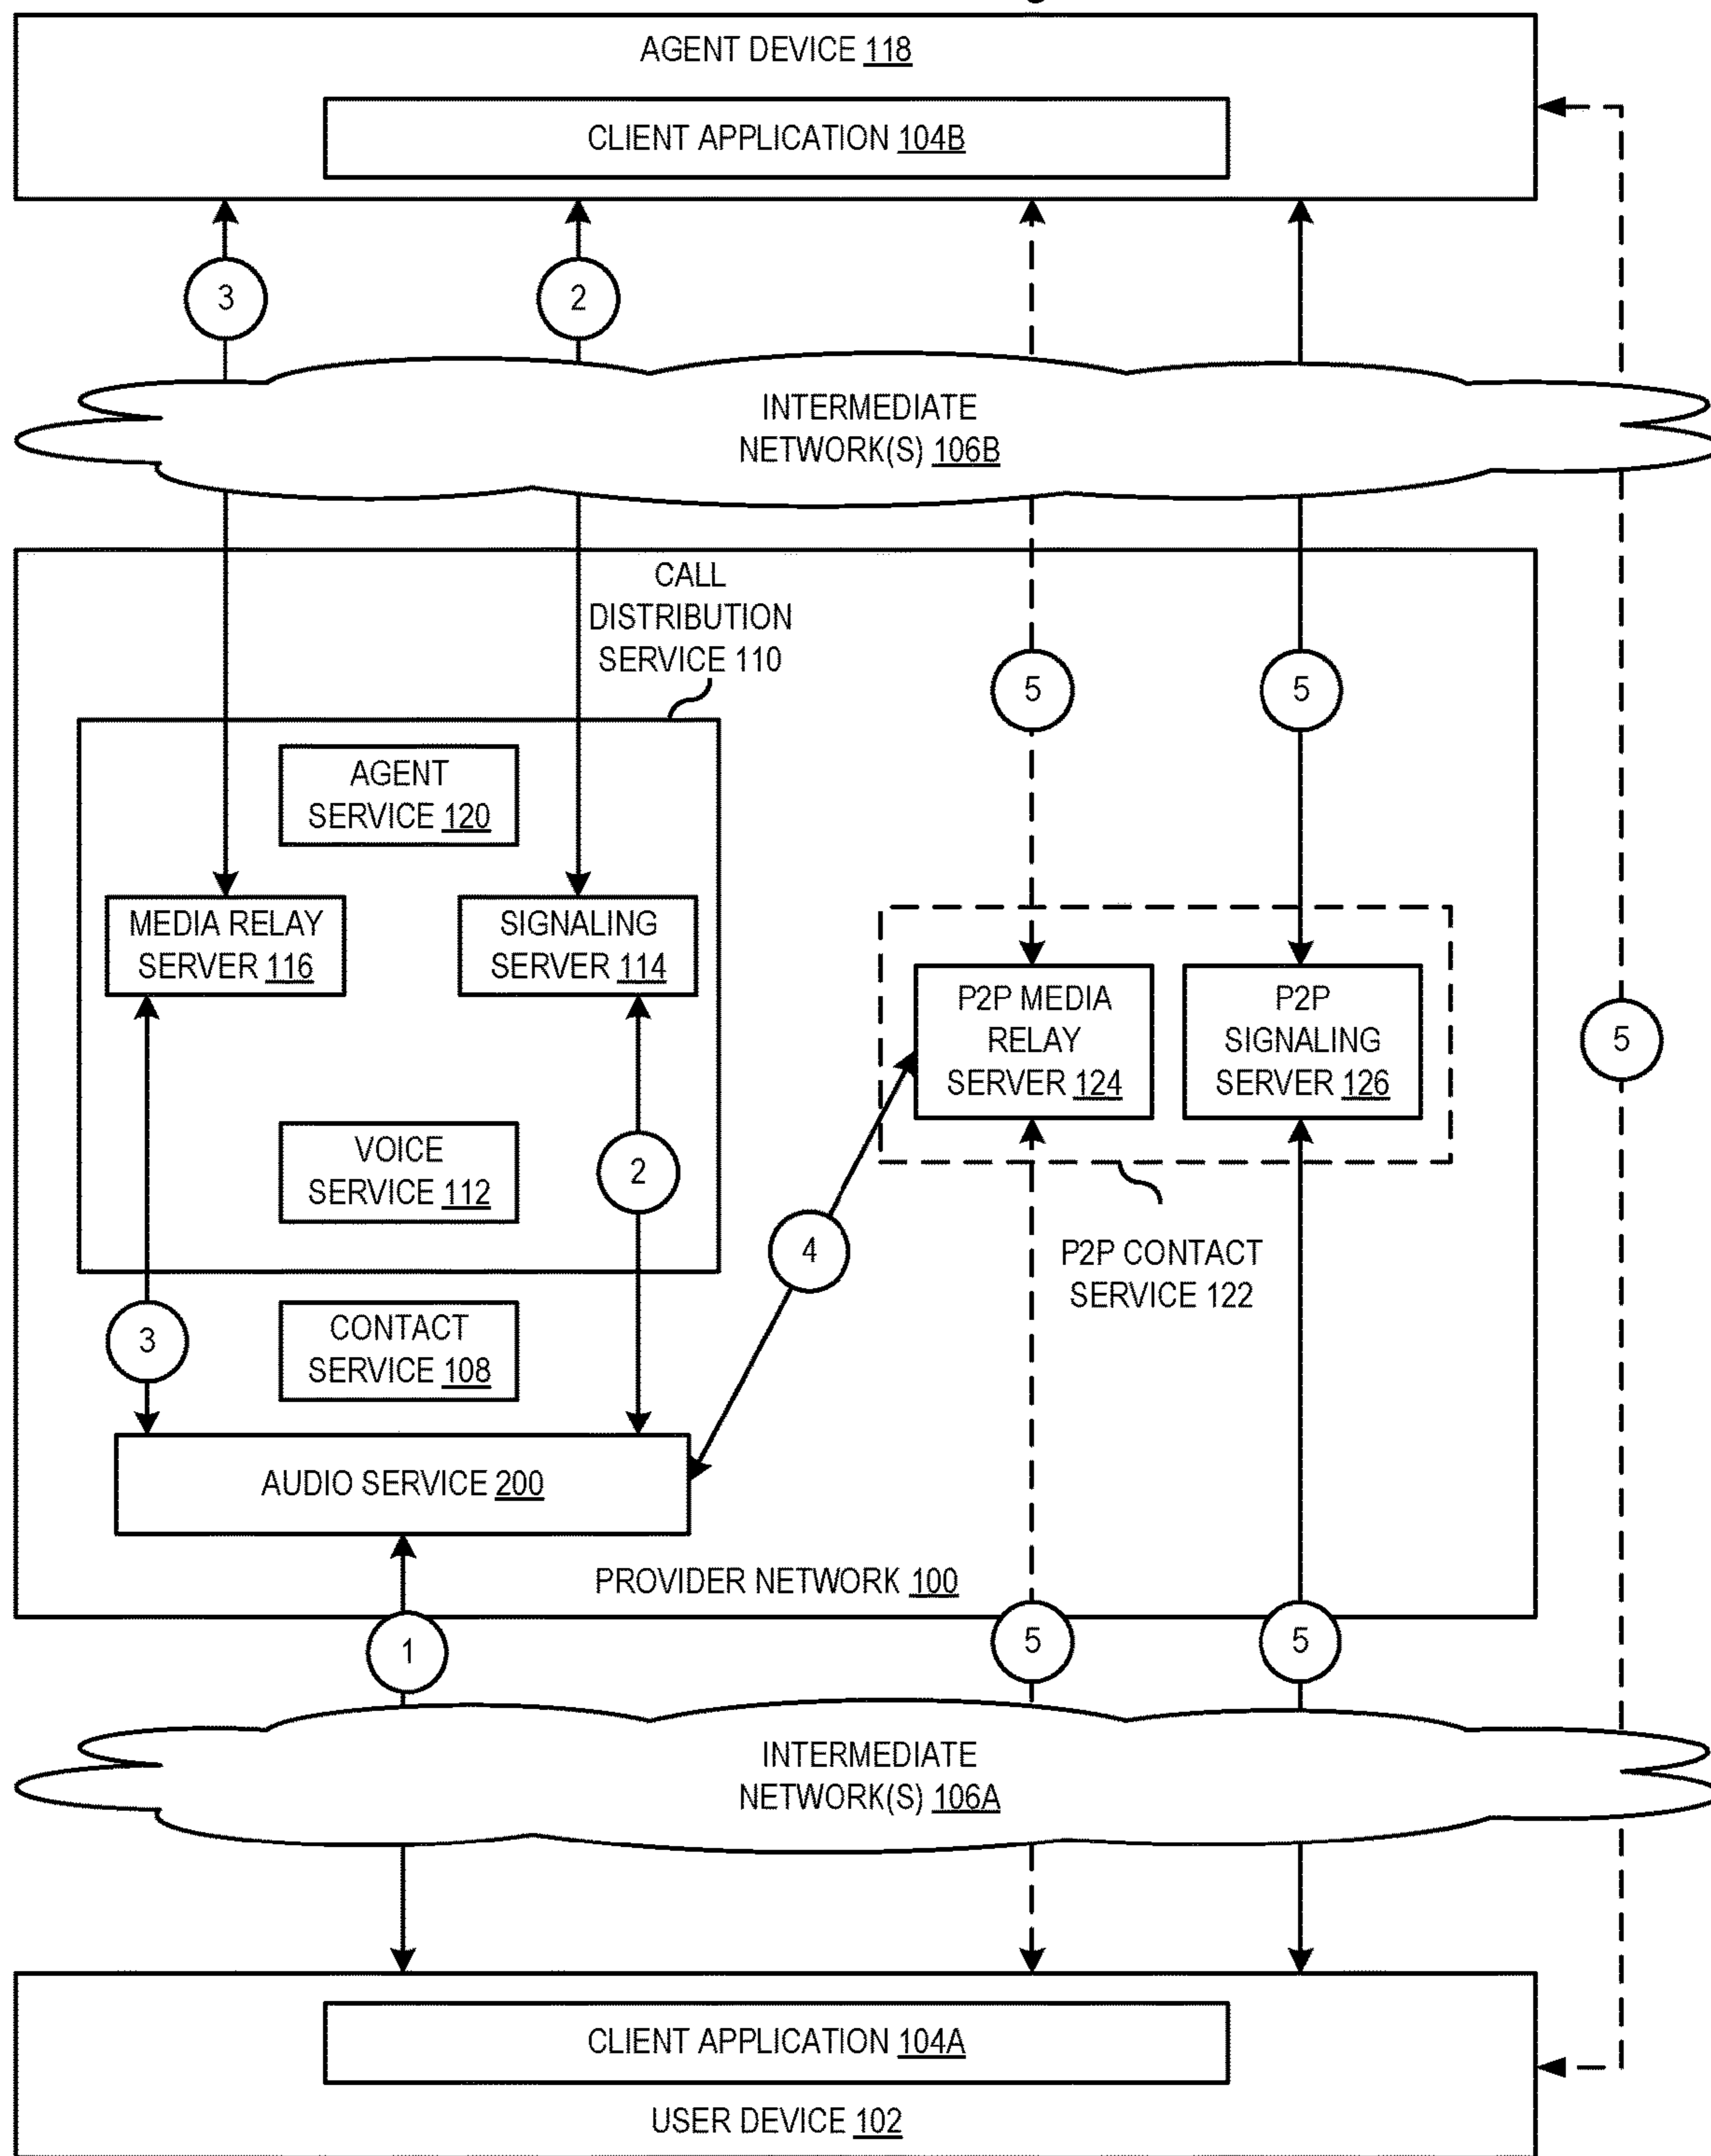 AGENT DEVICE 118
CLIENT APPLICATION 104B
3
2
INTERMEDIATE
NETWORK(S) 106B
CALL
DISTRIBUTION
SERVICE 110
5
5
AGENT
SERVICE 120
MEDIA RELAY
SERVER 116
SIGNALING
SERVER 114
P2P MEDIA
RELAY
SERVER 124
P2P
SIGNALING
SERVER 126
5
VOICE
SERVICE 112
2
4
P2P CONTACT
SERVICE 122
3
CONTACT
SERVICE 108
AUDIO SERVICE 200
PROVIDER NETWORK 100
1
5
5
INTERMEDIATE
NETWORK(S) 106A
CLIENT APPLICATION 104A
USER DEVICE 102